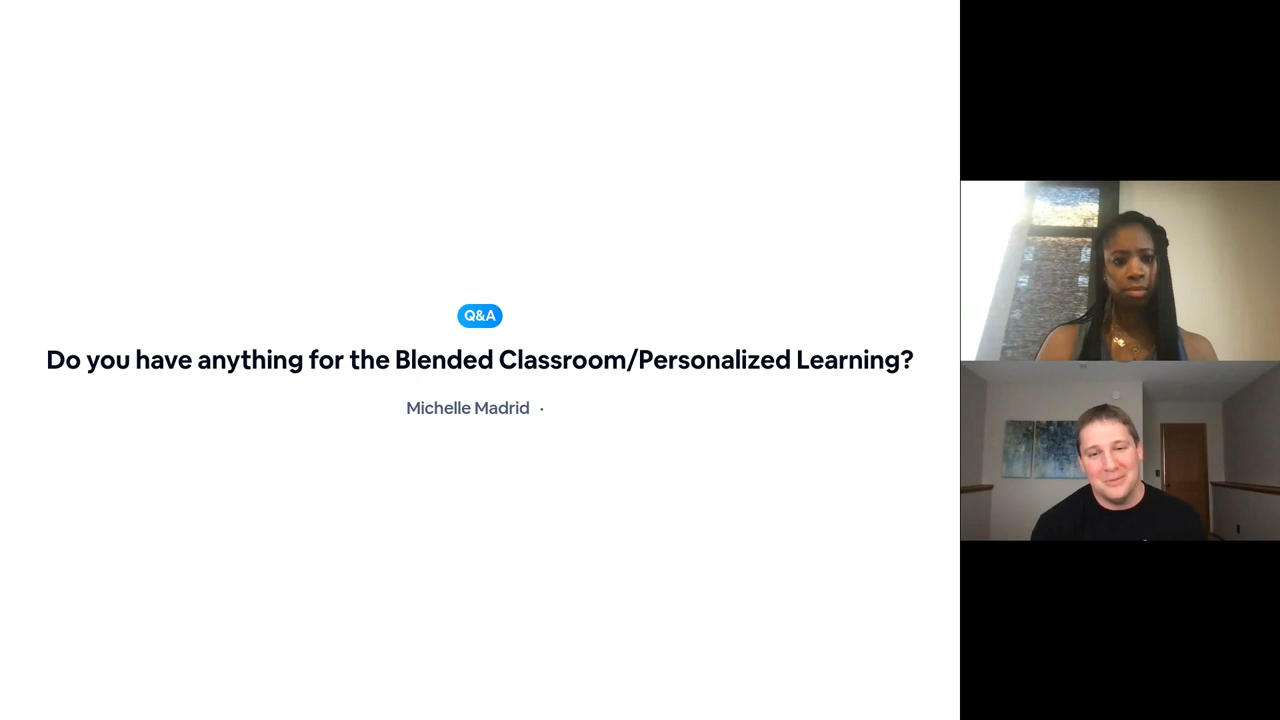 Q&A
Do you have anything for the Blended Classroom/Personalized Learning?
Michelle Madrid ·